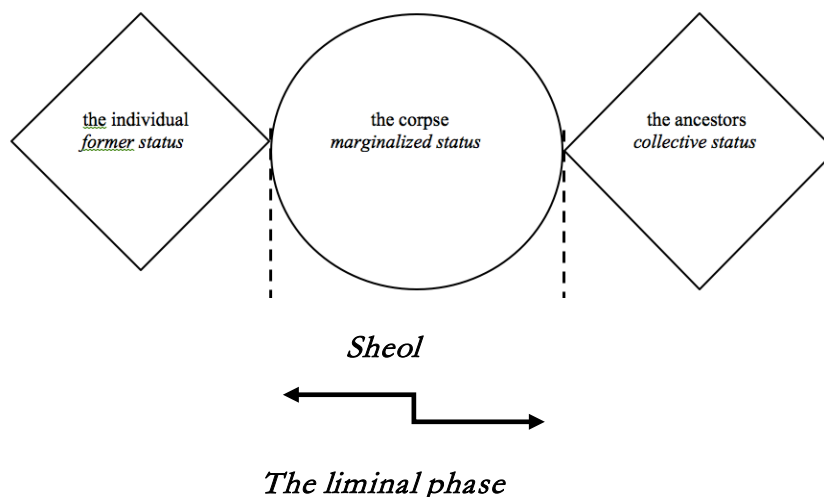 the individual
former status
the corpse
marginalized status
the ancestors
collective status
Sheol
The liminal phase